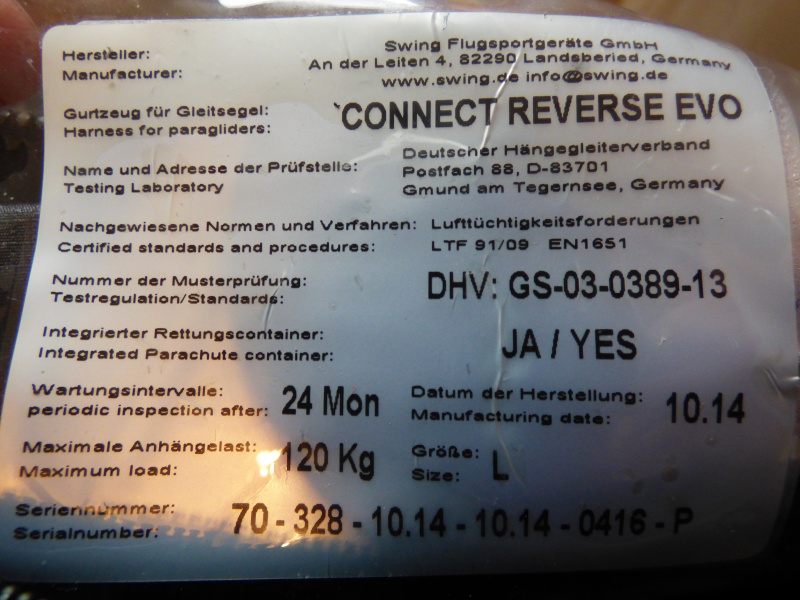 Hersteller: Swing Flugsportgeräte GmbH
Manufacturer: An der Leiten 4, 82290 Landsberied, Germany
www.swing.de info@swing.de
Gurtzeug für Gleitsegel: CONNECT REVERSE EVO
Harness for paragliders:
Deutscher Hängegleiterverband
Name und Adresse der Prüfstelle: Postfach 88, D-83701
Testing Laboratory Gmund am Tegernsee, Germany
Nachgewiesene Normen und Verfahren: Lufttüchtigkeitsforderungen
Certified standards and procedures: LTF 91/09 EN1651
Nummer der Musterprüfung: DHV: GS-03-0389-13
Testregulation/Standards:
Integrierter Rettungscontainer: JA / YES
Integrated Parachute container:
Wartungsintervalle: 24 Mon Datum der Herstellung: 10.14
periodic inspection after: Manufacturing date:
Maximale Anhängelast: 120 Kg Größe: L
Maximum load: Size:
Seriennummer: 70 - 328 - 10.14 - 10.14 - 0416 - P
Serialnumber: